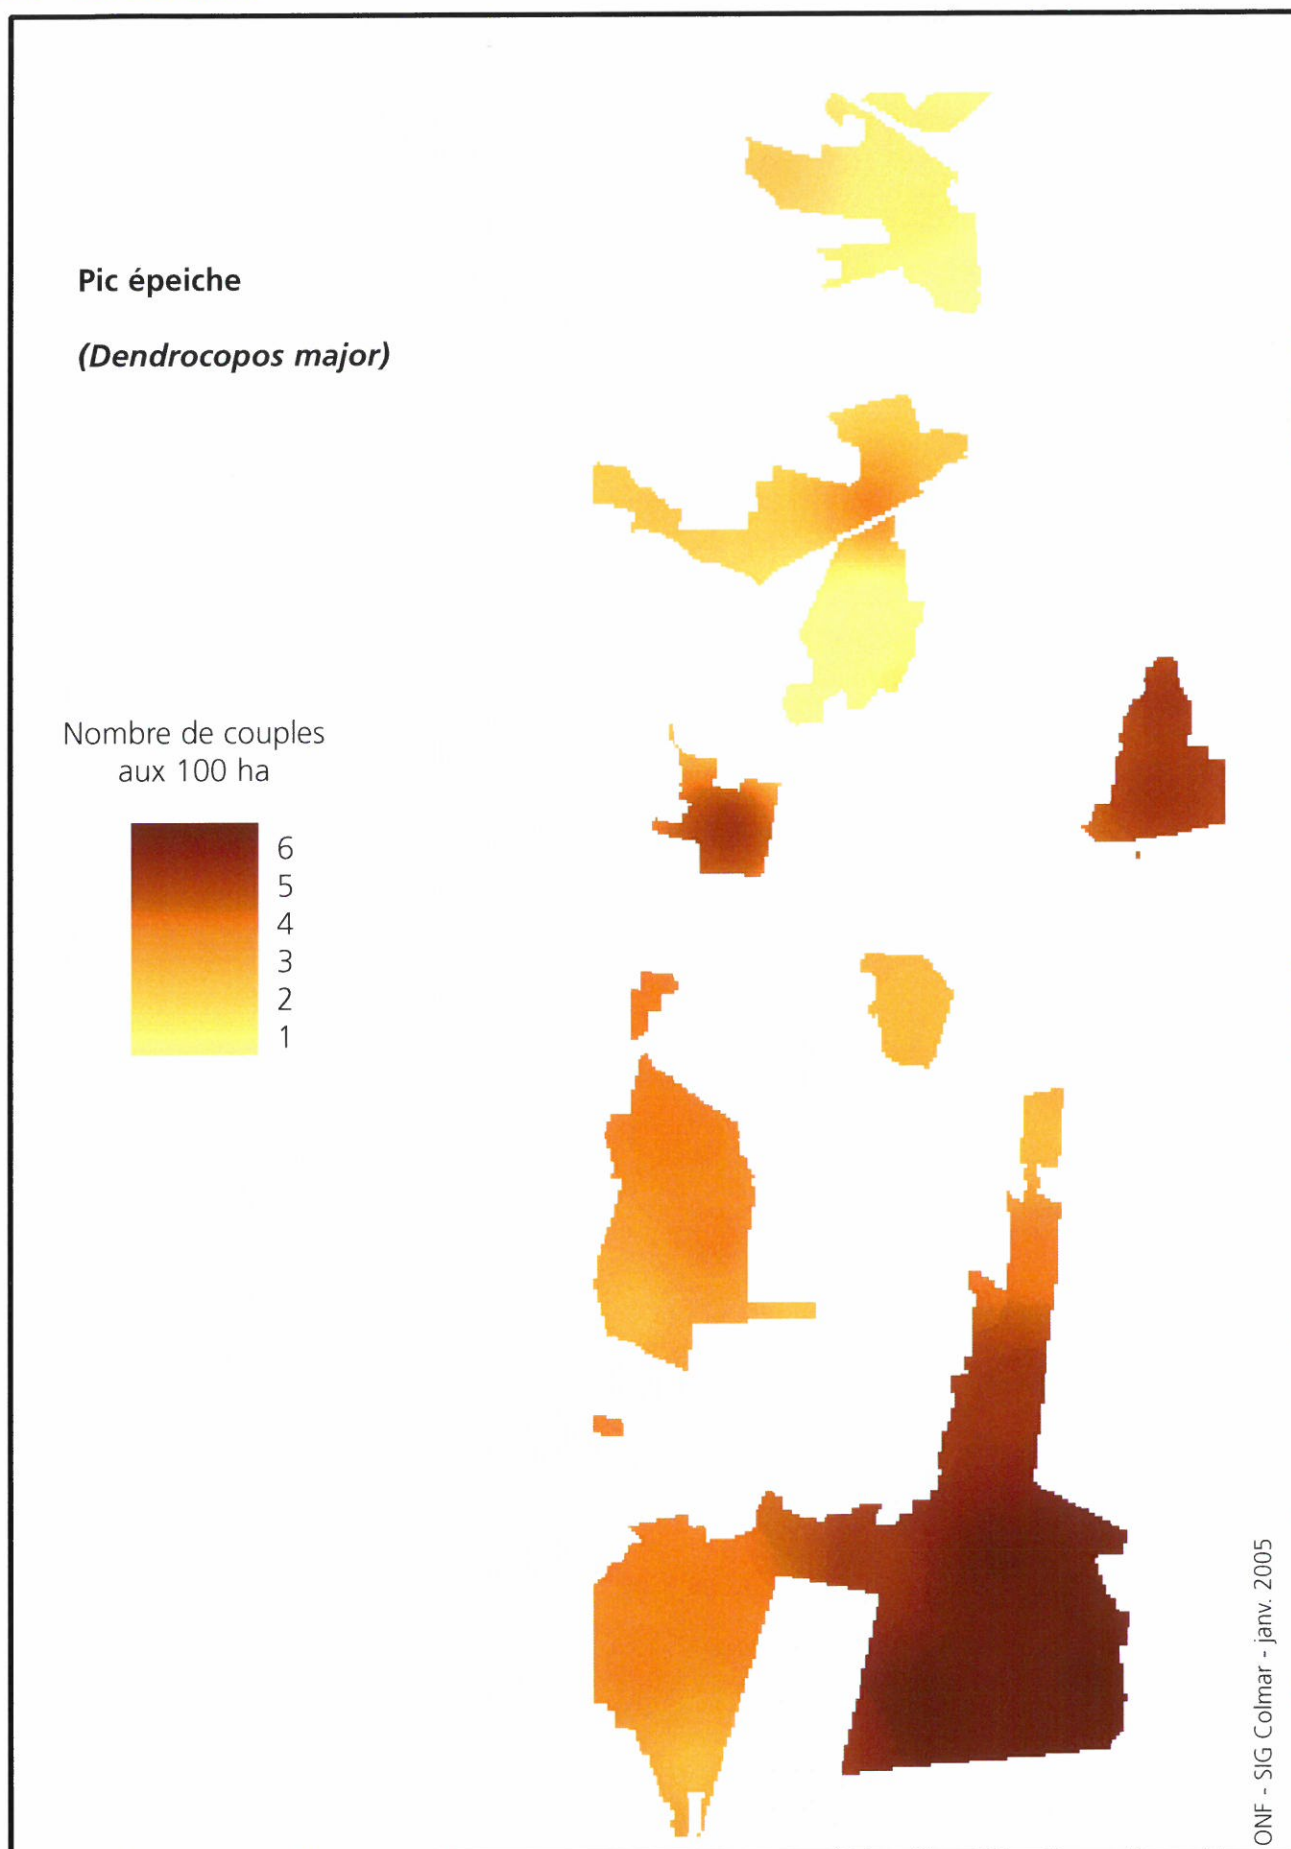 Pic épeiche
(Dendrocopos major)
Nombre de couples
aux 100 ha
6
5
4
3
2
1
ONF - SIG Colmar - janv. 2005